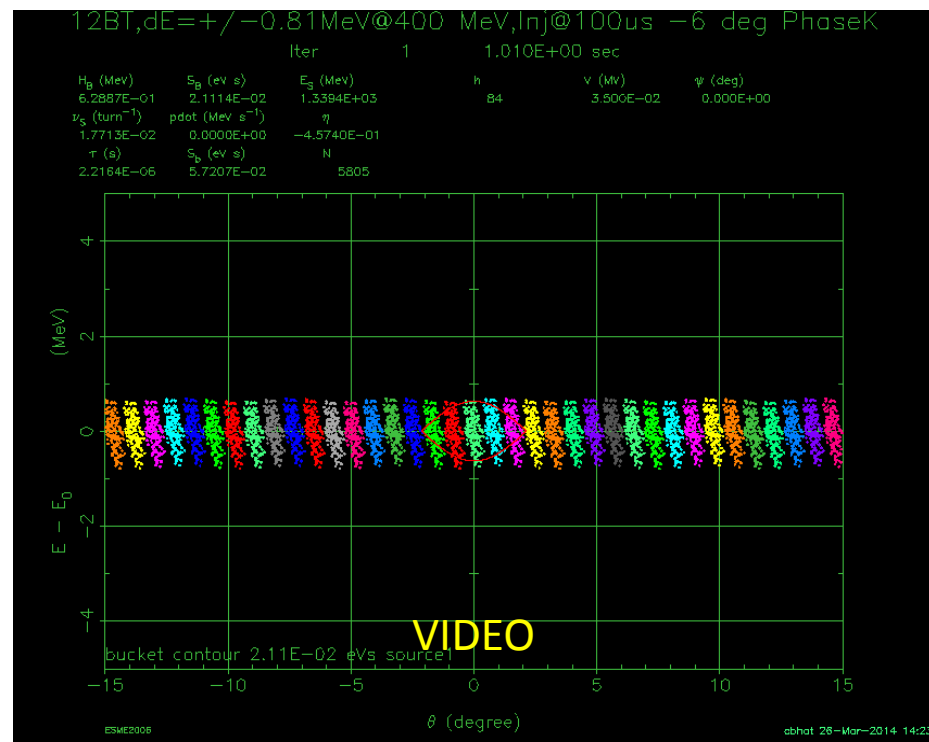 12BT,dE=+/-0.81MeV@400 MeV,Inj@100us -6 deg PhaseK
Iter 1 1.010E+00 sec
H_B (MeV) S_B (eV s) E_S (MeV) h V (MV) ψ (deg)
6.2887E-01 2.1114E-02 1.3394E+03 84 3.500E-02 0.000E+00
ν_S (turn⁻¹) pdot (MeV s⁻¹) η
1.7713E-02 0.0000E+00 -4.5740E-01
τ (s) S_b (eV s) N
2.2164E-06 5.7207E-02 5805
4
2
0
-2
-4
E - E_0 (MeV)
VIDEO
bucket contour 2.11E-02 eVs source1
-15 -10 -5 0 5 10 15
θ (degree)
ESME2006
cbhat 26-Mar-2014 14:23